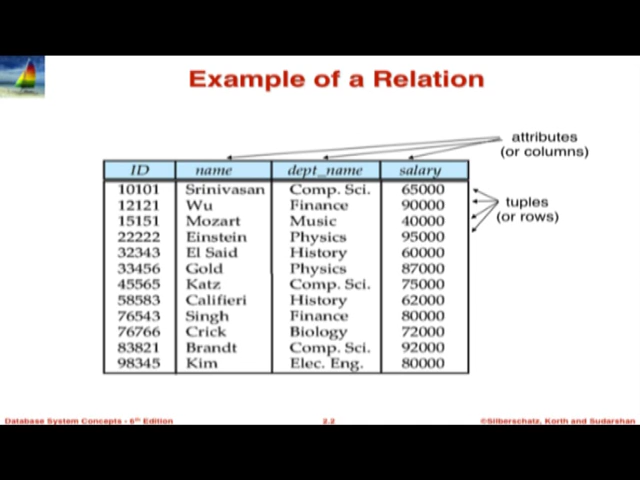 Example of a Relation
attributes
(or columns)
ID name dept_name salary
10101 Srinivasan Comp. Sci. 65000
12121 Wu Finance 90000
15151 Mozart Music 40000
22222 Einstein Physics 95000
32343 El Said History 60000
33456 Gold Physics 87000
45565 Katz Comp. Sci. 75000
58583 Califieri History 62000
76543 Singh Finance 80000
76766 Crick Biology 72000
83821 Brandt Comp. Sci. 92000
98345 Kim Elec. Eng. 80000
tuples
(or rows)
Database System Concepts - 6th Edition
2.2
©Silberschatz, Korth and Sudarshan